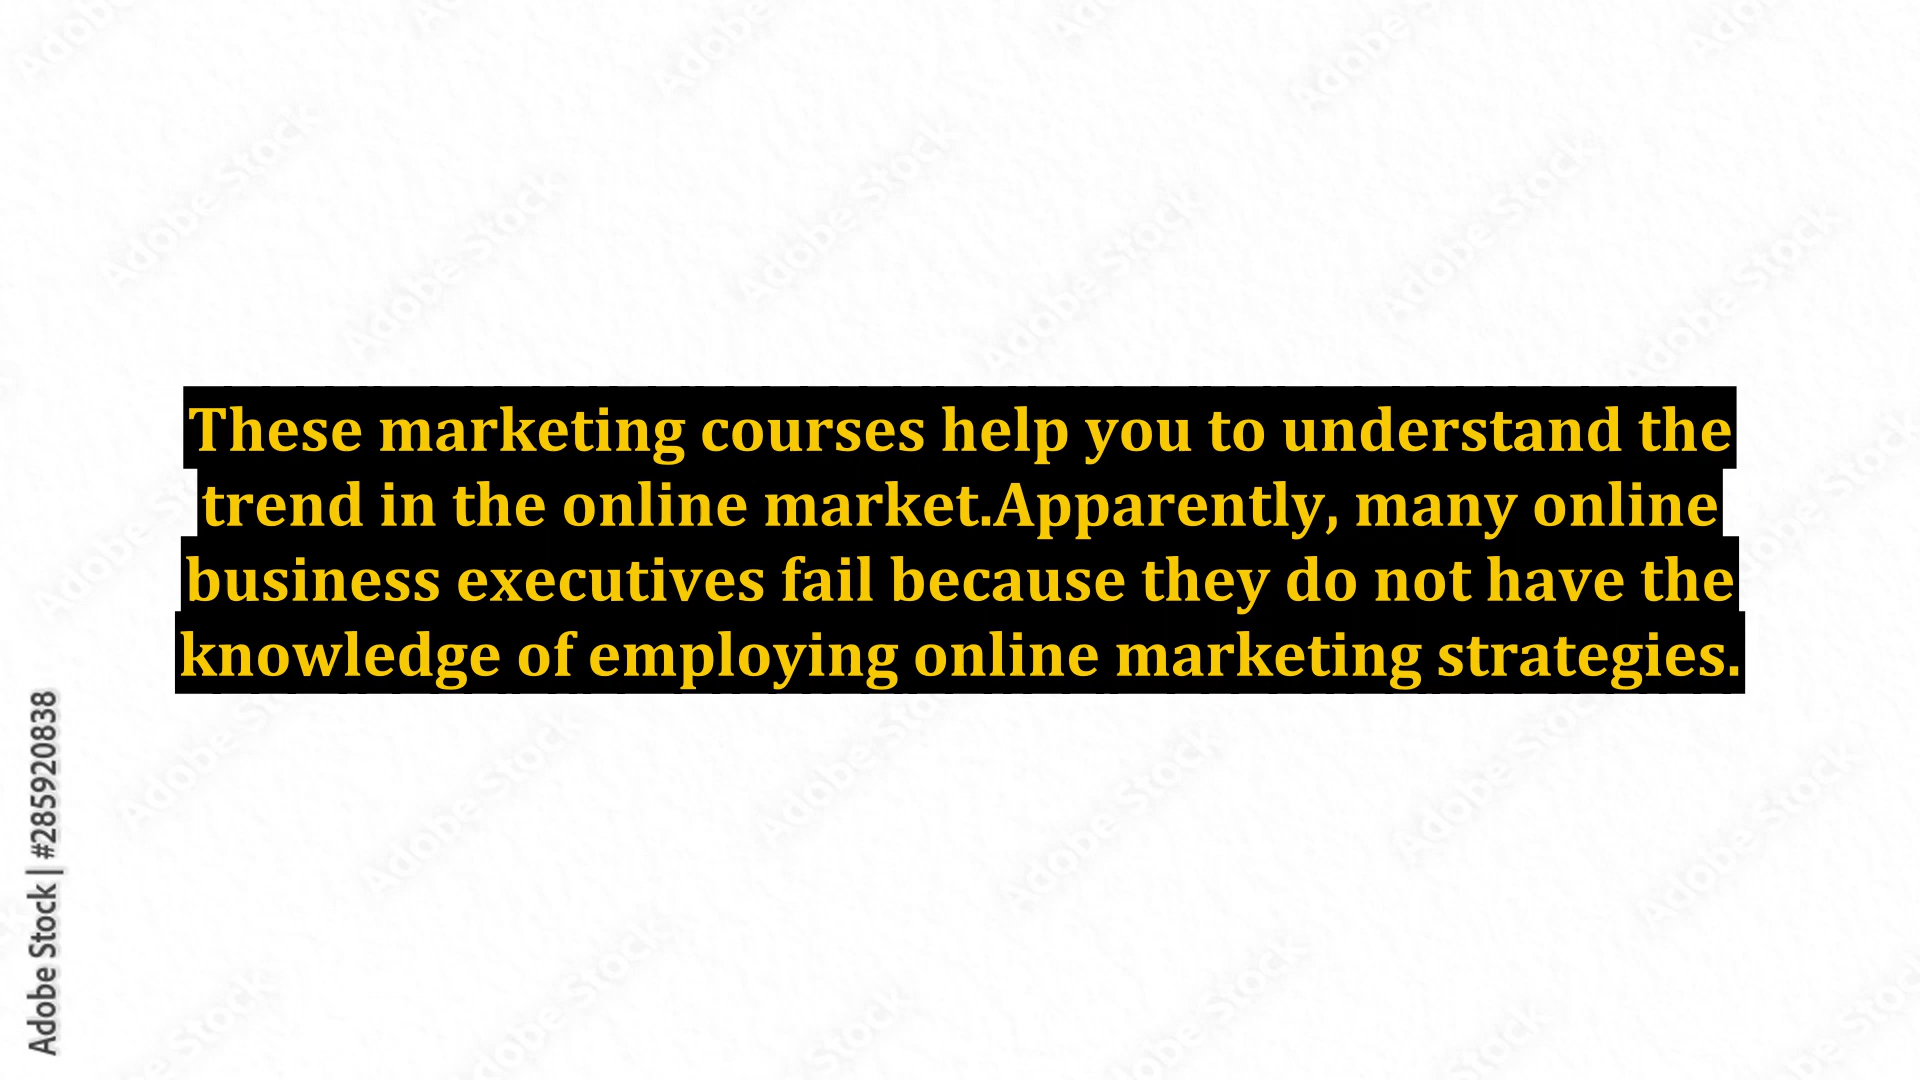 These marketing courses help you to understand the
trend in the online market.Apparently, many online
business executives fail because they do not have the
knowledge of employing online marketing strategies.
Adobe Stock | #285920838